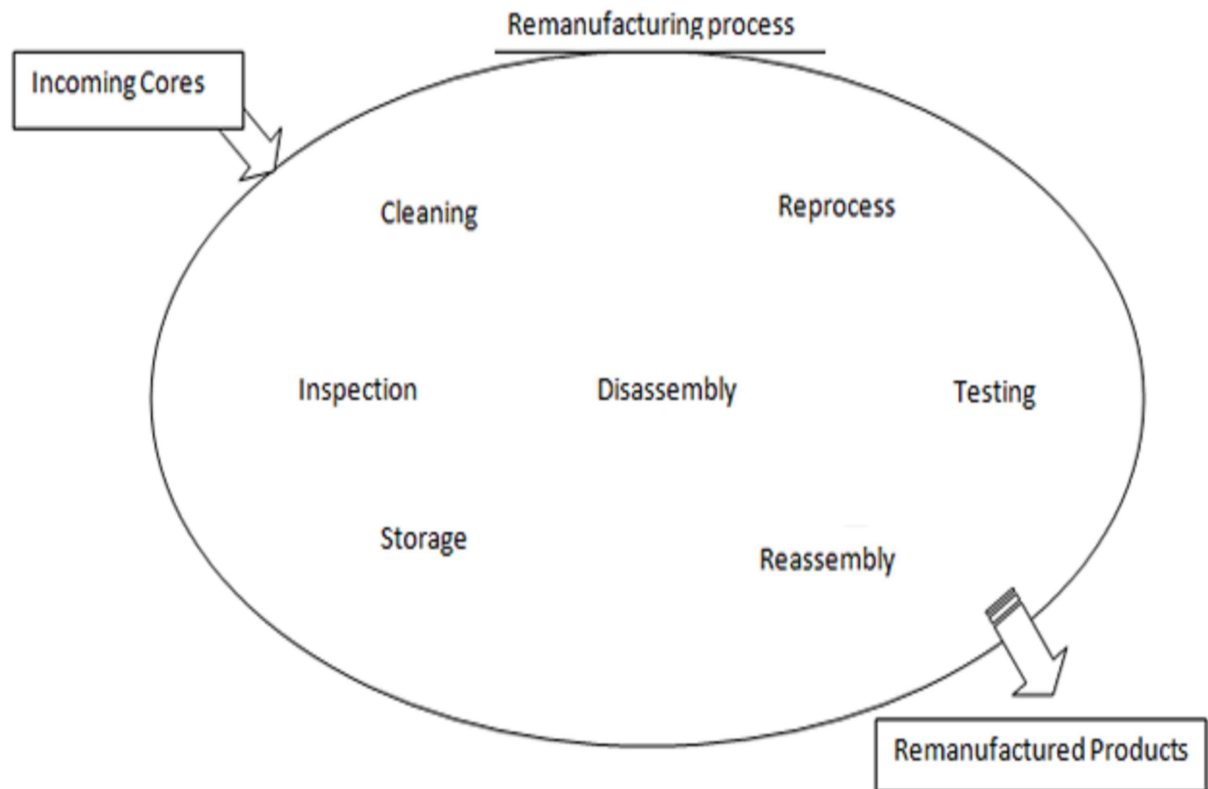 Remanufacturing process
Incoming Cores
Cleaning
Reprocess
Inspection
Disassembly
Testing
Storage
Reassembly
Remanufactured Products